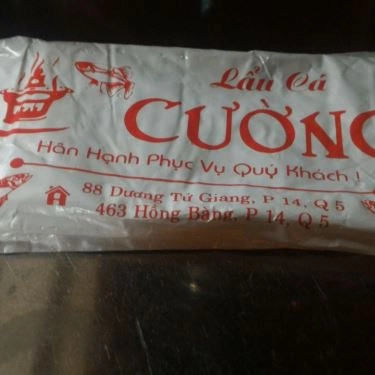 Lẩu Cá
CƯỜNG
Hân Hạnh Phục Vụ Quý Khách !
88 Dương Tử Giang, P 14, Q 5
463 Hồng Bàng, P 14, Q 5